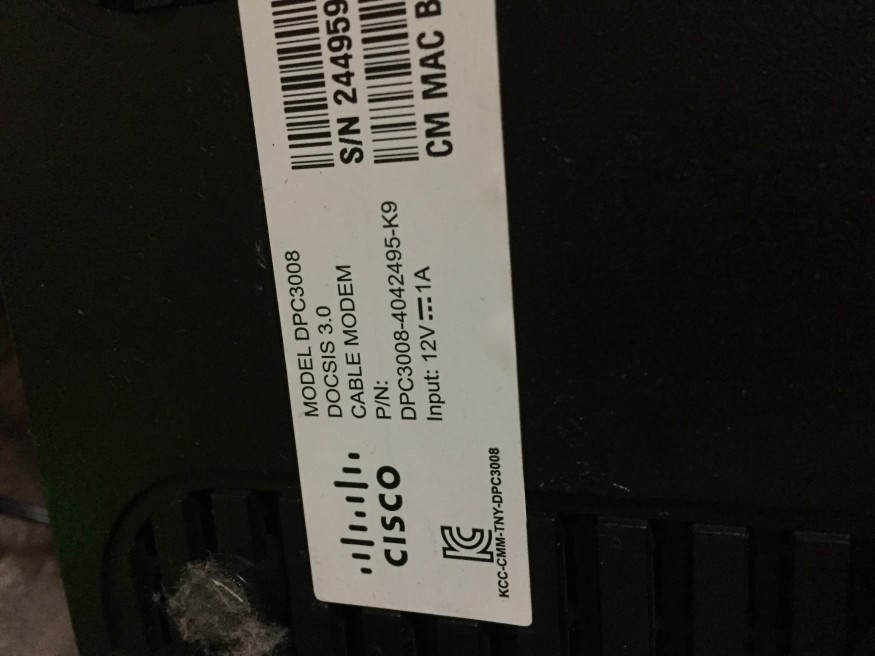 CISCO
MODEL DPC3008
DOCSIS 3.0
CABLE MODEM
P/N:
DPC3008-4042495-K9
Input: 12V⎓1A
KCC-CMM-TNY-DPC3008
S/N 244959
CM MAC B